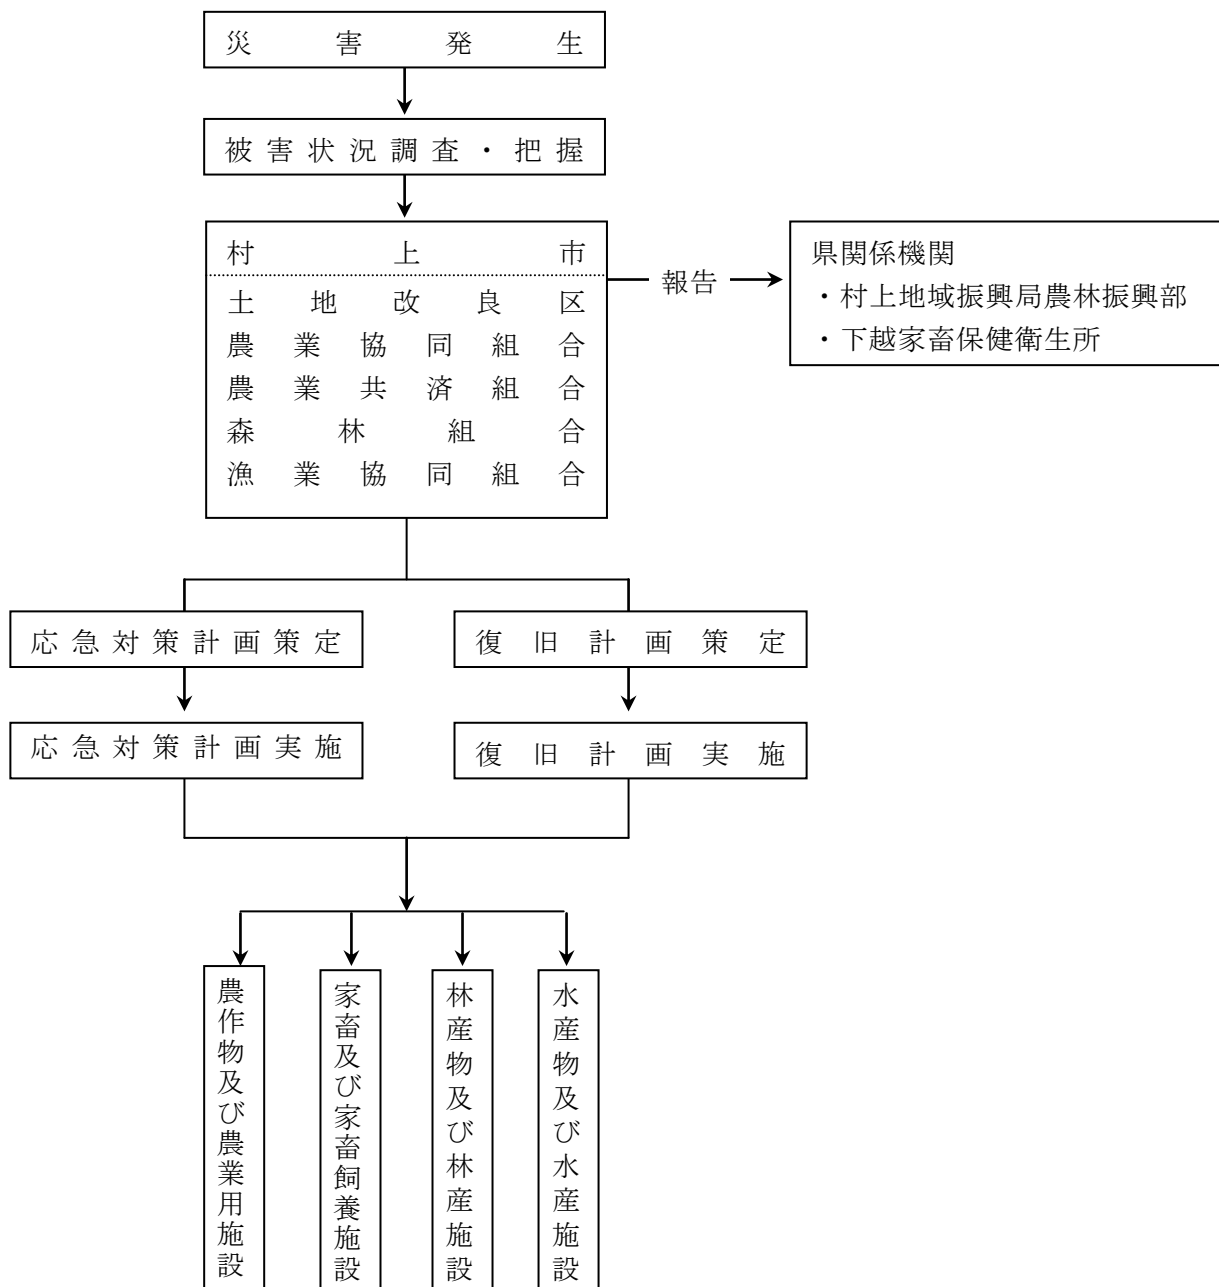 災害発生
被害状況調査・把握
村上市
土地改良区
農業協同組合
農業共済組合
森林組合
漁業協同組合
報告
県関係機関
・村上地域振興局農林振興部
・下越家畜保健衛生所
応急対策計画策定
復旧計画策定
応急対策計画実施
復旧計画実施
農作物及び農業用施設
家畜及び家畜飼養施設
林産物及び林産施設
水産物及び水産施設